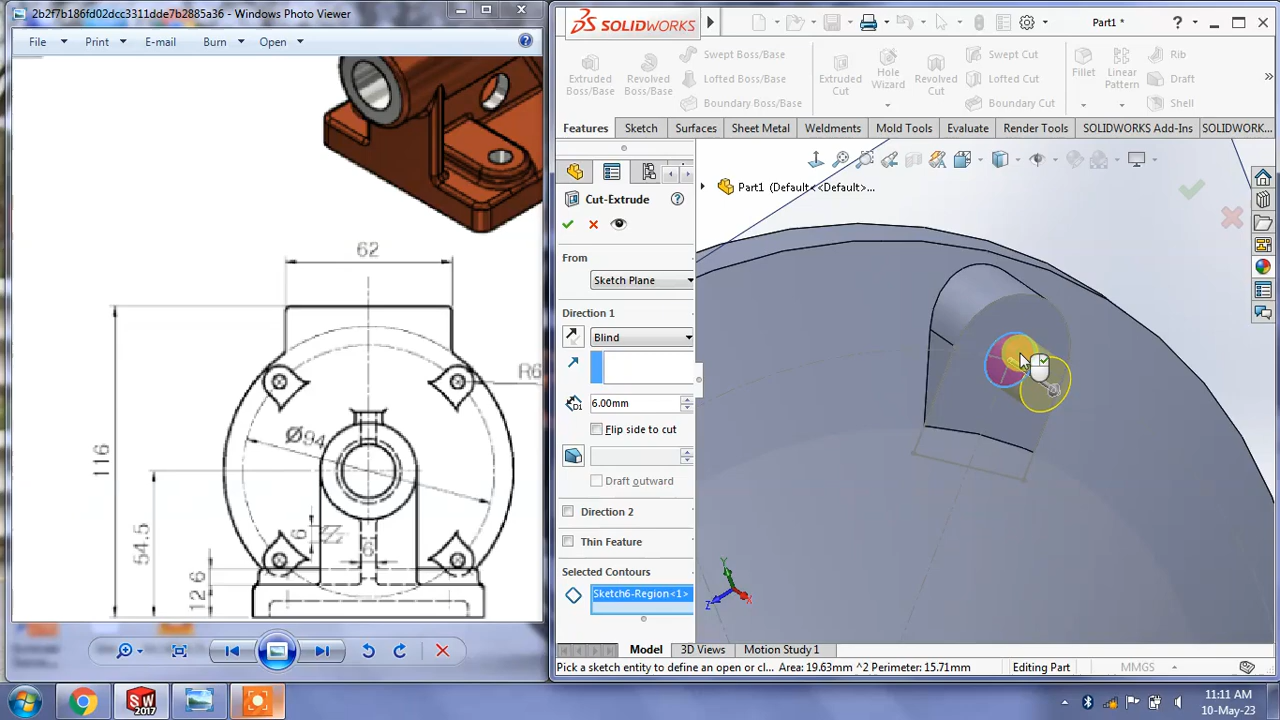 2b2f7b186fd02dcc3311dde7b2885a36 - Windows Photo Viewer
File Print E-mail Burn Open
62
R6
Ø94
116
54.5
6
6
12 6
SOLIDWORKS
Part1 *
Extruded Boss/Base
Revolved Boss/Base
Swept Boss/Base
Lofted Boss/Base
Boundary Boss/Base
Extruded Cut
Hole Wizard
Revolved Cut
Swept Cut
Lofted Cut
Boundary Cut
Fillet
Linear Pattern
Rib
Draft
Shell
Features Sketch Surfaces Sheet Metal Weldments Mold Tools Evaluate Render Tools SOLIDWORKS Add-Ins SOLIDWORK...
Part1 (Default<<Default>...
Cut-Extrude
From
Sketch Plane
Direction 1
Blind
D1
6.00mm
Flip side to cut
Draft outward
Direction 2
Thin Feature
Selected Contours
Sketch6-Region<1>
Y
Z
X
Model 3D Views Motion Study 1
Pick a sketch entity to define an open or cl... Area: 19.63mm ^2 Perimeter: 15.71mm Editing Part MMGS
SW
2017
11:11 AM
10-May-23